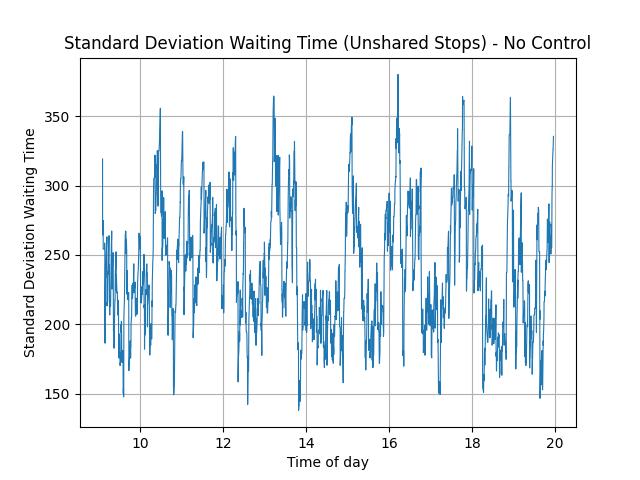 Standard Deviation Waiting Time (Unshared Stops) - No Control
Standard Deviation Waiting Time
350
300
250
200
150
10 12 14 16 18 20
Time of day